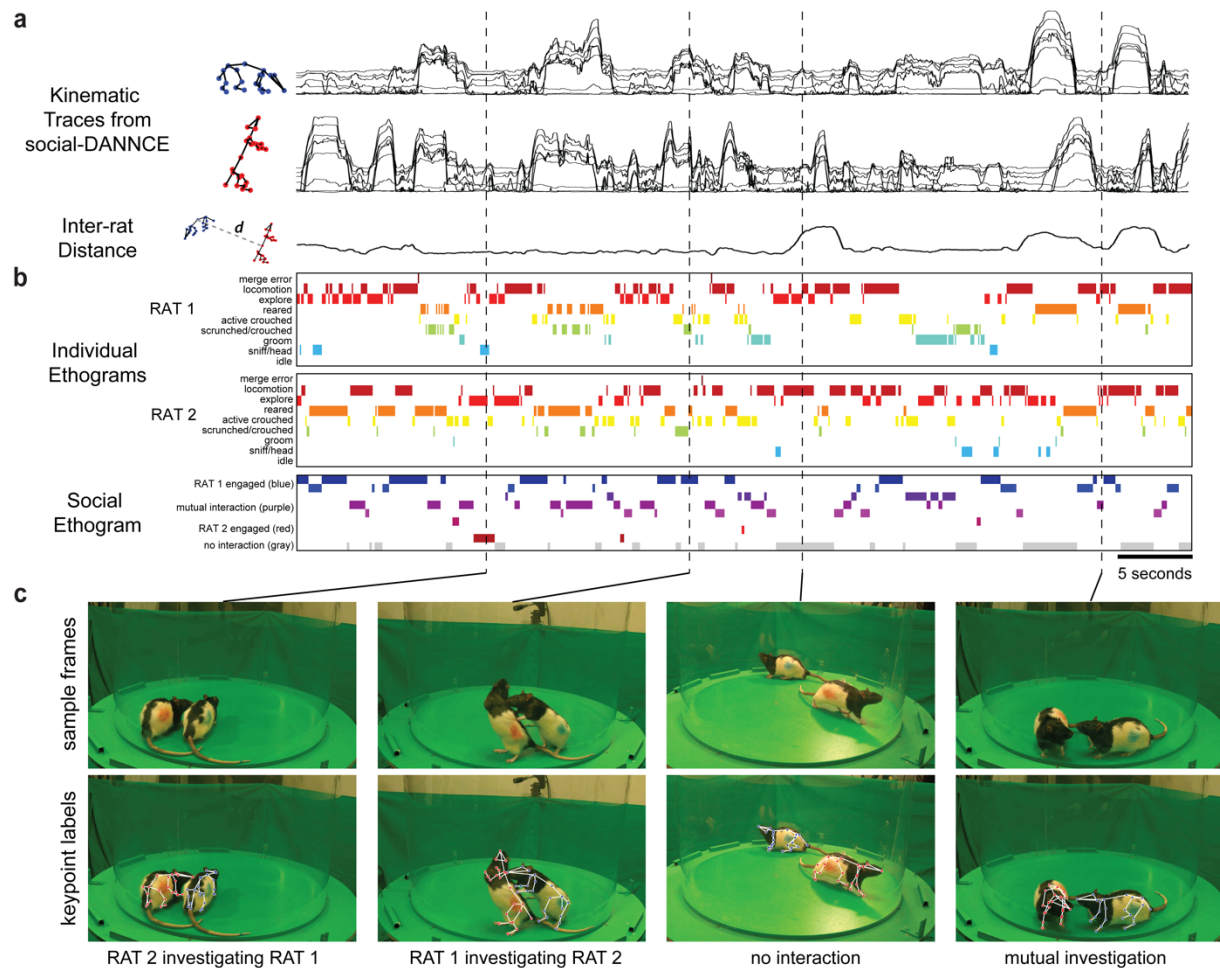 a
Kinematic
Traces from
social-DANNCE
Inter-rat
Distance
d
b
Individual
Ethograms
RAT 1
merge error
locomotion
explore
reared
active crouched
scrunched/crouched
groom
sniff/head
idle
RAT 2
merge error
locomotion
explore
reared
active crouched
scrunched/crouched
groom
sniff/head
idle
Social
Ethogram
RAT 1 engaged (blue)
mutual interaction (purple)
RAT 2 engaged (red)
no interaction (gray)
5 seconds
c
sample frames
keypoint labels
RAT 2 investigating RAT 1
RAT 1 investigating RAT 2
no interaction
mutual investigation